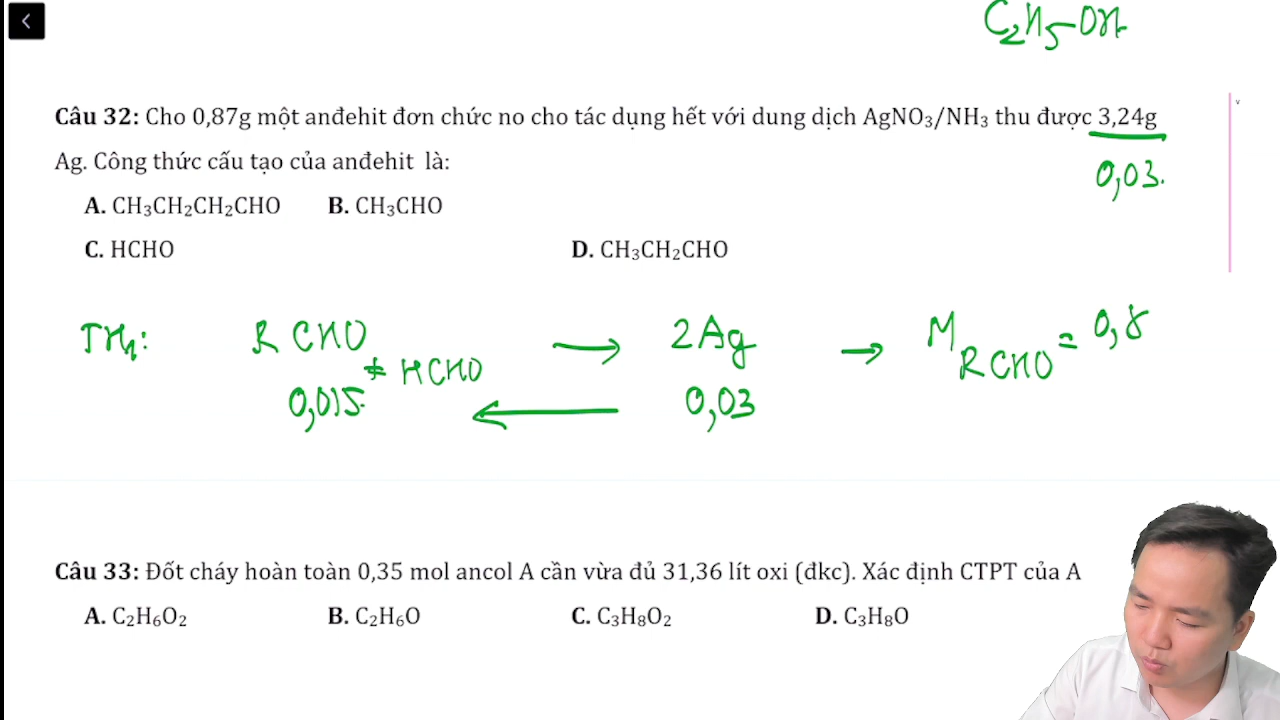 C₂H₅-OH
Câu 32: Cho 0,87g một anđehit đơn chức no cho tác dụng hết với dung dịch AgNO₃/NH₃ thu được 3,24g
0,03.
Ag. Công thức cấu tạo của anđehit là:
A. CH₃CH₂CH₂CHO B. CH₃CHO
C. HCHO D. CH₃CH₂CHO
TH₁: RCHO → 2Ag → M RCHO = 0,8
≠ HCHO
0,015. ← 0,03
Câu 33: Đốt cháy hoàn toàn 0,35 mol ancol A cần vừa đủ 31,36 lít oxi (đkc). Xác định CTPT của A
A. C₂H₆O₂ B. C₂H₆O C. C₃H₈O₂ D. C₃H₈O